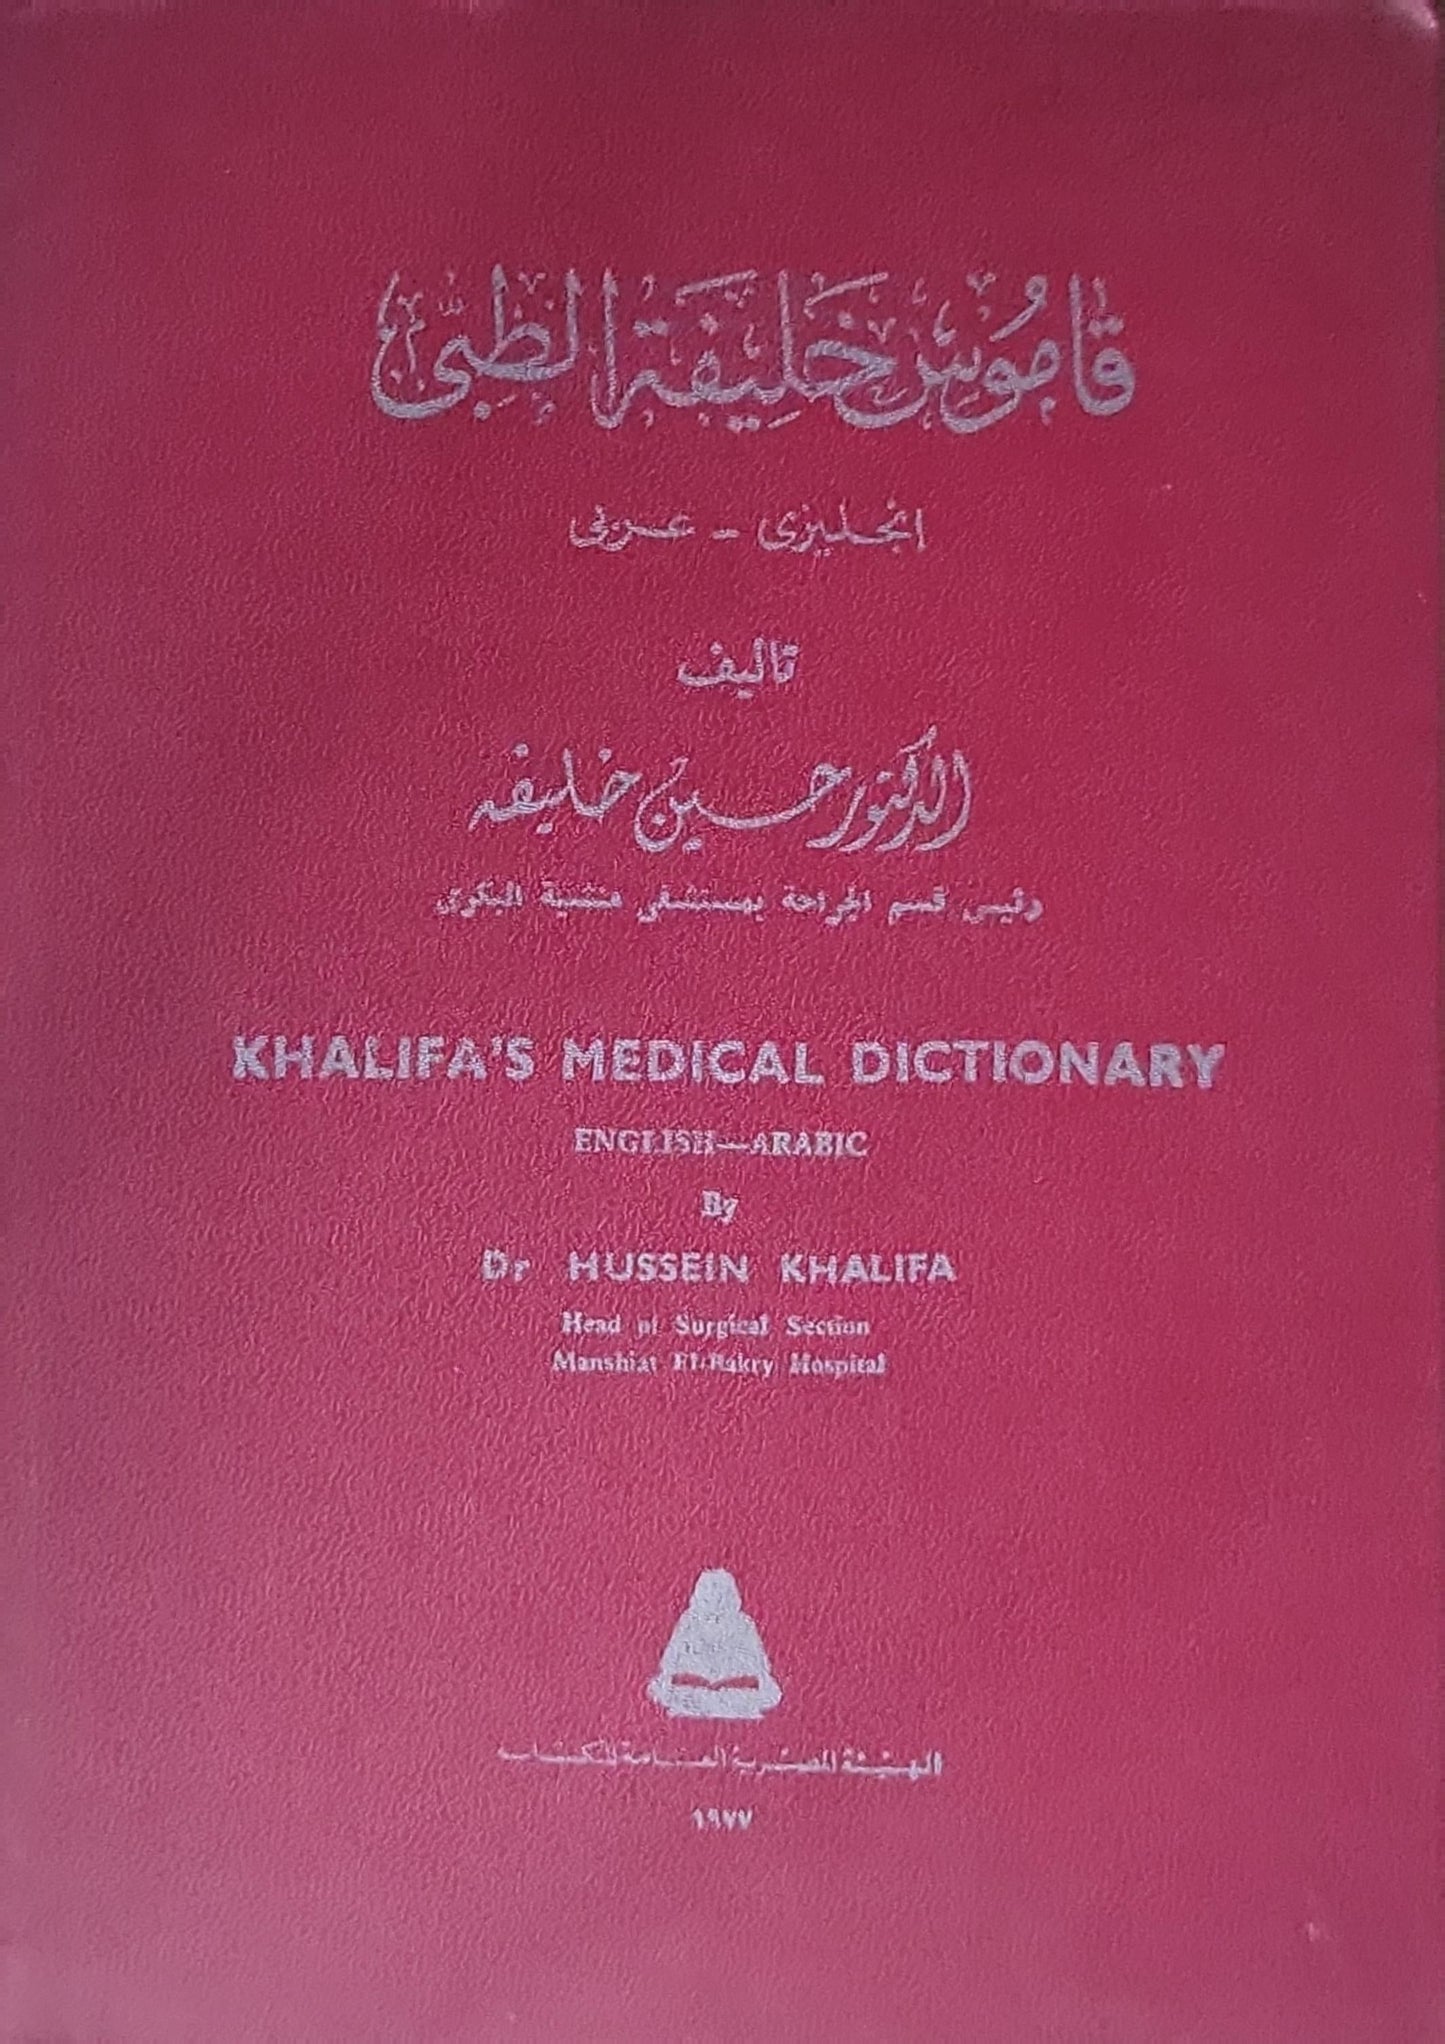 قاموس خليفة الطبى
انجليزى - عربى
تأليف
الدكتور حسين خليفه
رئيس قسم الجراحة بمستشفى منشية البكرى
KHALIFA'S MEDICAL DICTIONARY
ENGLISH—ARABIC
By
Dr HUSSEIN KHALIFA
Head of Surgical Section
Manshiat El-Bakry Hospital
الهيئة المصرية العامة للكتاب
١٩٧٧